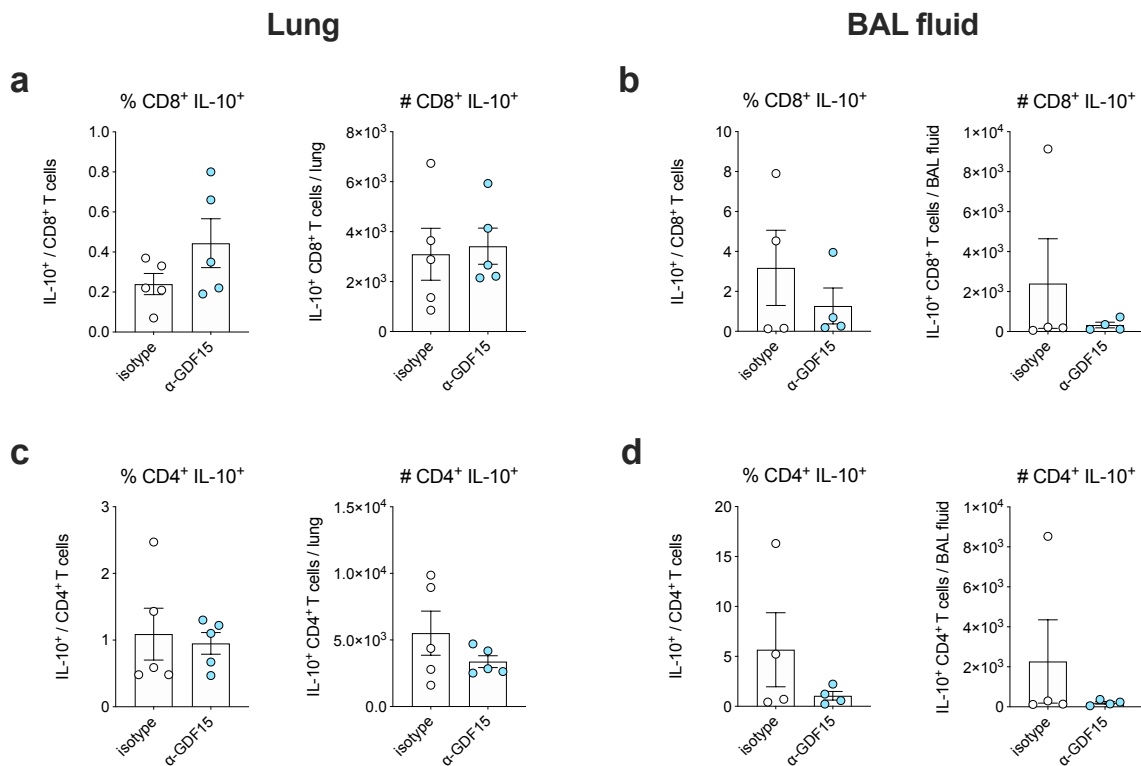 Lung
BAL fluid
a
% CD8⁺ IL-10⁺
IL-10⁺ / CD8⁺ T cells
1.0
0.8
0.6
0.4
0.2
0.0
isotype
α-GDF15
# CD8⁺ IL-10⁺
IL-10⁺ CD8⁺ T cells / lung
8×10³
6×10³
4×10³
2×10³
0
isotype
α-GDF15
b
% CD8⁺ IL-10⁺
IL-10⁺ / CD8⁺ T cells
10
8
6
4
2
0
isotype
α-GDF15
# CD8⁺ IL-10⁺
IL-10⁺ CD8⁺ T cells / BAL fluid
1×10⁴
8×10³
6×10³
4×10³
2×10³
0
isotype
α-GDF15
c
% CD4⁺ IL-10⁺
IL-10⁺ / CD4⁺ T cells
3
2
1
0
isotype
α-GDF15
# CD4⁺ IL-10⁺
IL-10⁺ CD4⁺ T cells / lung
1.5×10⁴
1.0×10⁴
5.0×10³
0.0
isotype
α-GDF15
d
% CD4⁺ IL-10⁺
IL-10⁺ / CD4⁺ T cells
20
15
10
5
0
isotype
α-GDF15
# CD4⁺ IL-10⁺
IL-10⁺ CD4⁺ T cells / BAL fluid
1×10⁴
8×10³
6×10³
4×10³
2×10³
0
isotype
α-GDF15